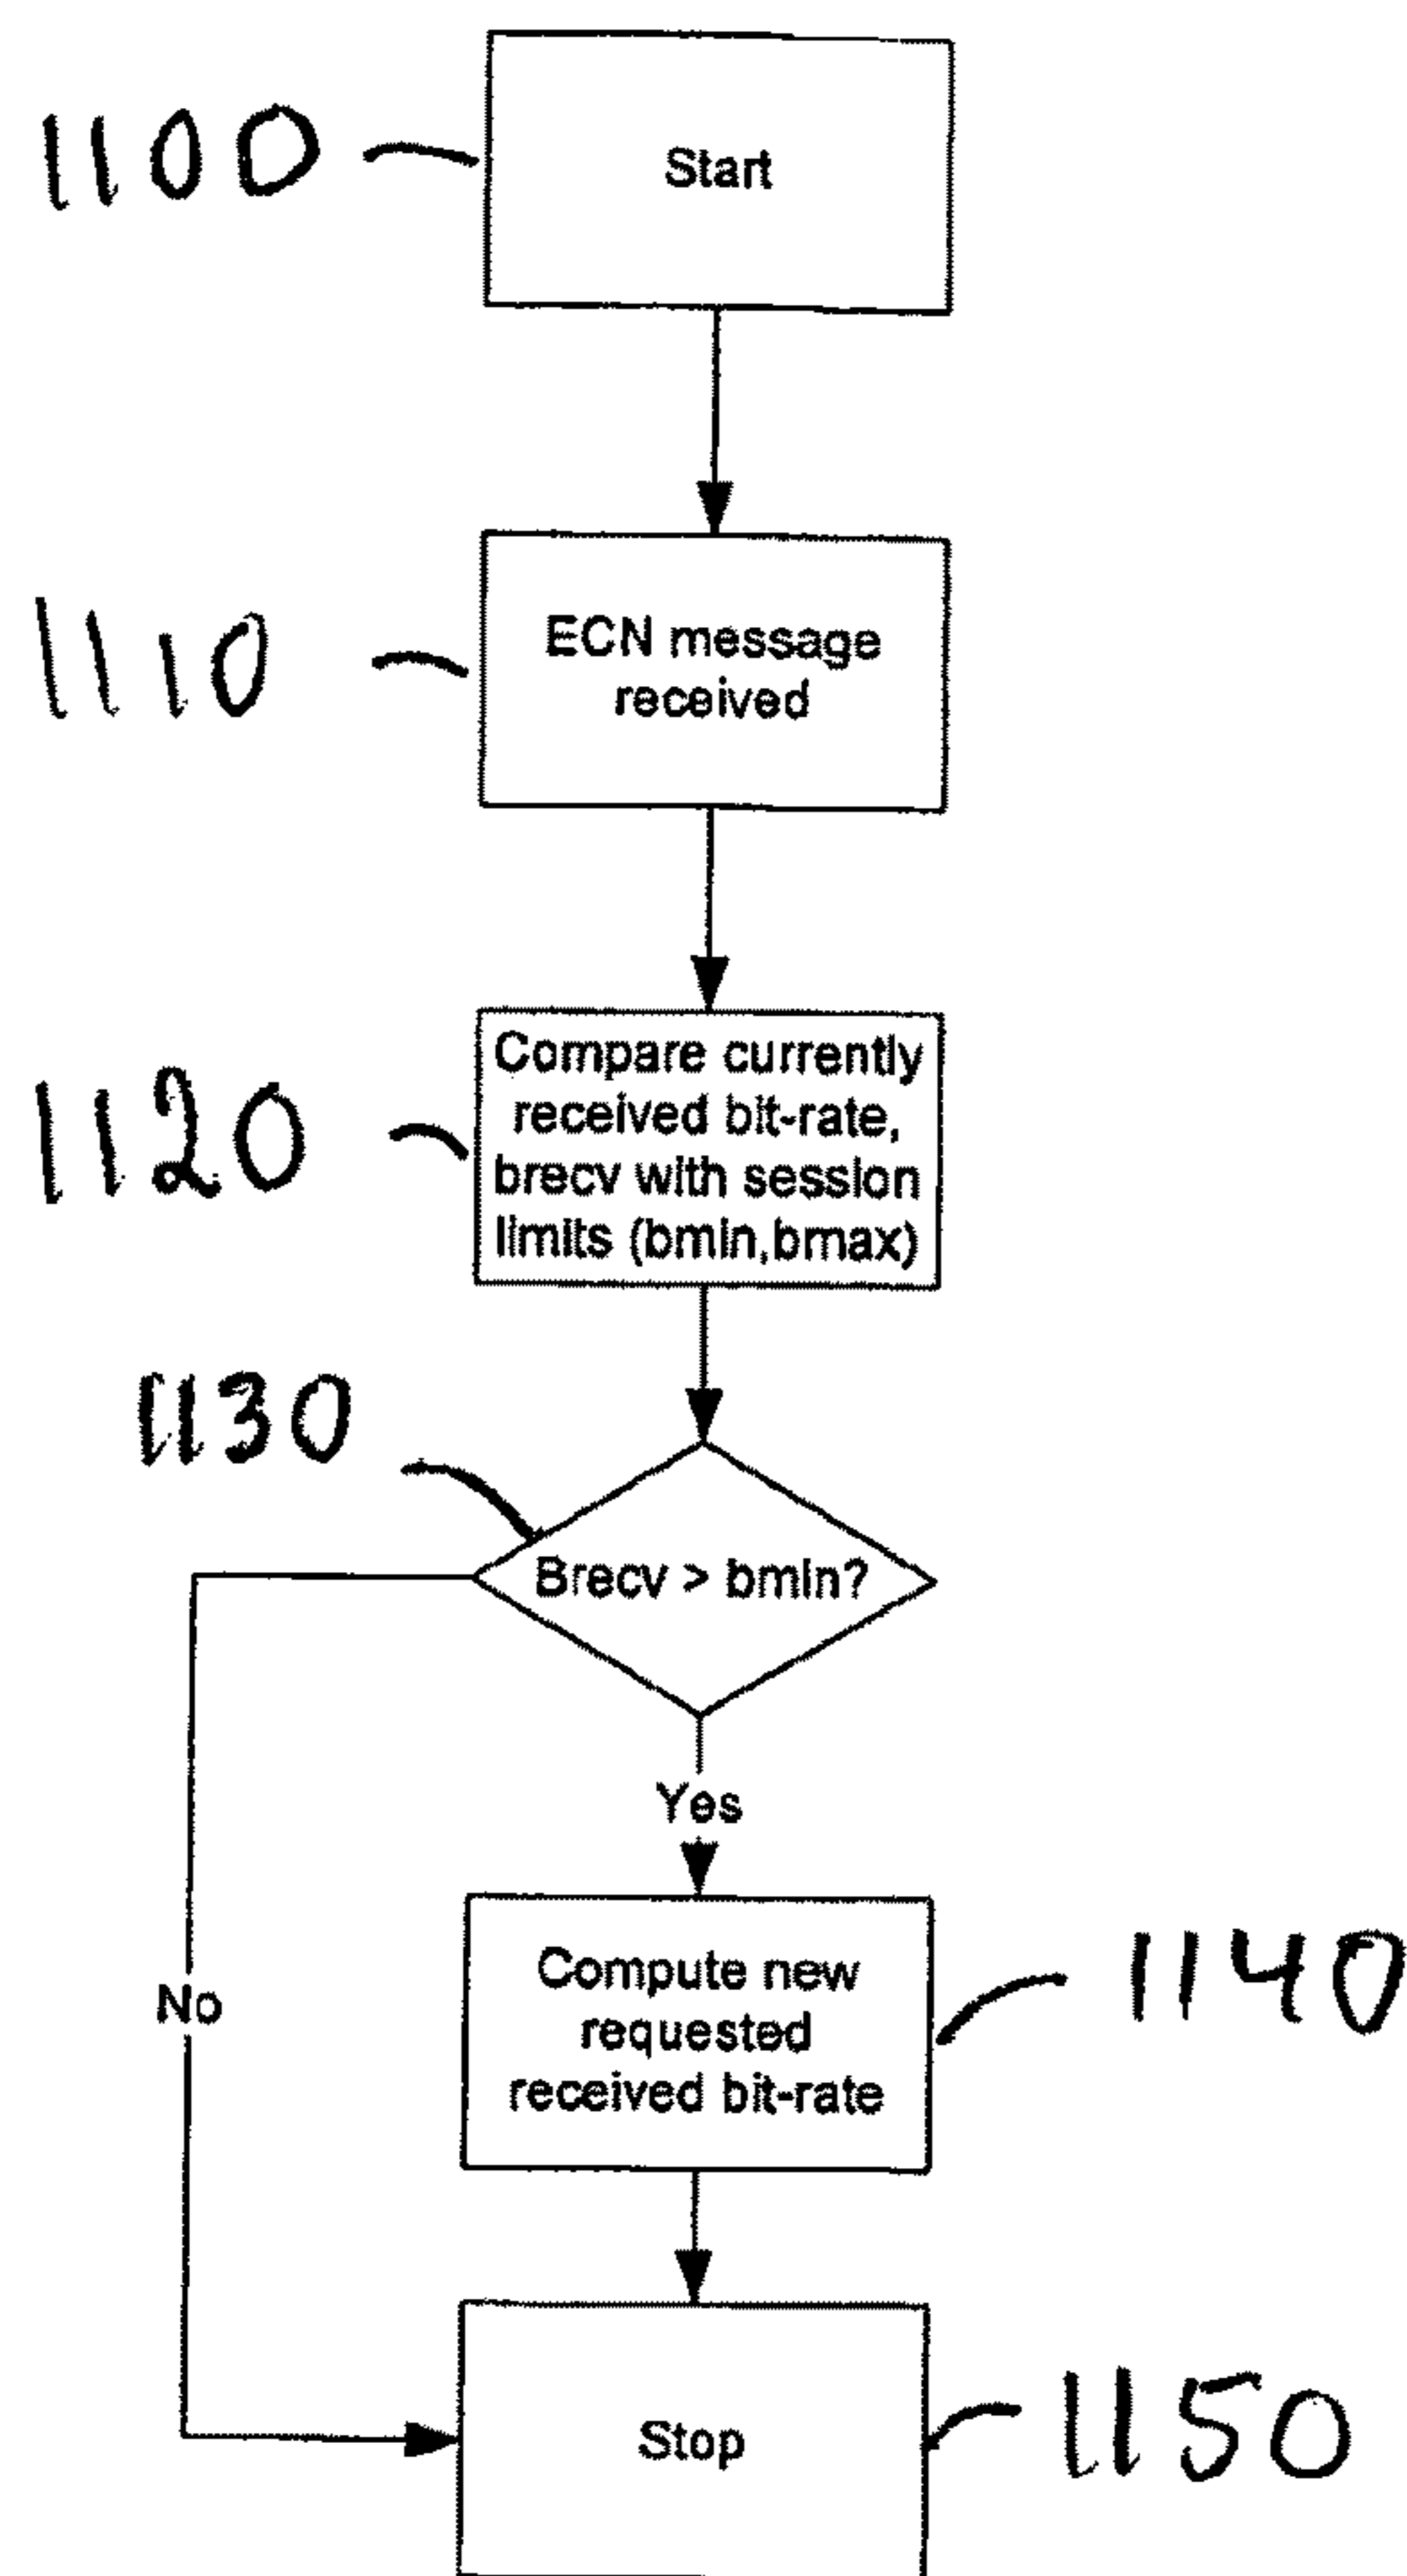 1100
Start
1110
ECN message
received
1120
Compare currently
received bit-rate,
brecv with session
limits (bmin,bmax)
1130
Brecv > bmin?
Yes
No
Compute new
requested
received bit-rate
1140
Stop
1150